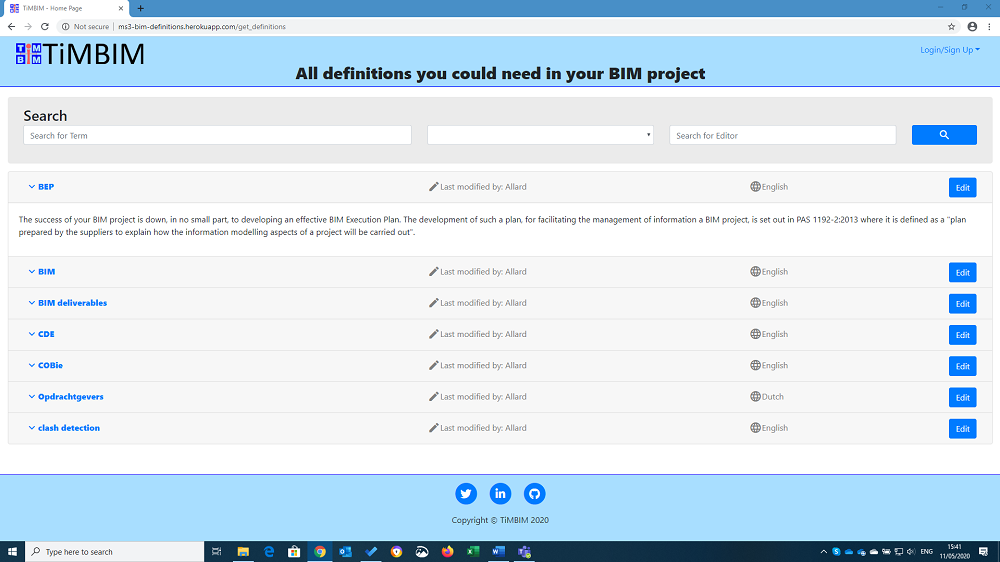 TiMBIM - Home Page
Not secure | ms3-bim-definitions.herokuapp.com/get_definitions
TIM BIM TiMBIM
Login/Sign Up
All definitions you could need in your BIM project
Search
Search for Term
Search for Editor
BEP Last modified by: Allard English Edit
The success of your BIM project is down, in no small part, to developing an effective BIM Execution Plan. The development of such a plan, for facilitating the management of information a BIM project, is set out in PAS 1192-2:2013 where it is defined as a "plan
prepared by the suppliers to explain how the information modelling aspects of a project will be carried out".
BIM Last modified by: Allard English Edit
BIM deliverables Last modified by: Allard English Edit
CDE Last modified by: Allard English Edit
COBie Last modified by: Allard English Edit
Opdrachtgevers Last modified by: Allard Dutch Edit
clash detection Last modified by: Allard English Edit
in
Copyright © TiMBIM 2020
Type here to search
ENG
15:41
11/05/2020